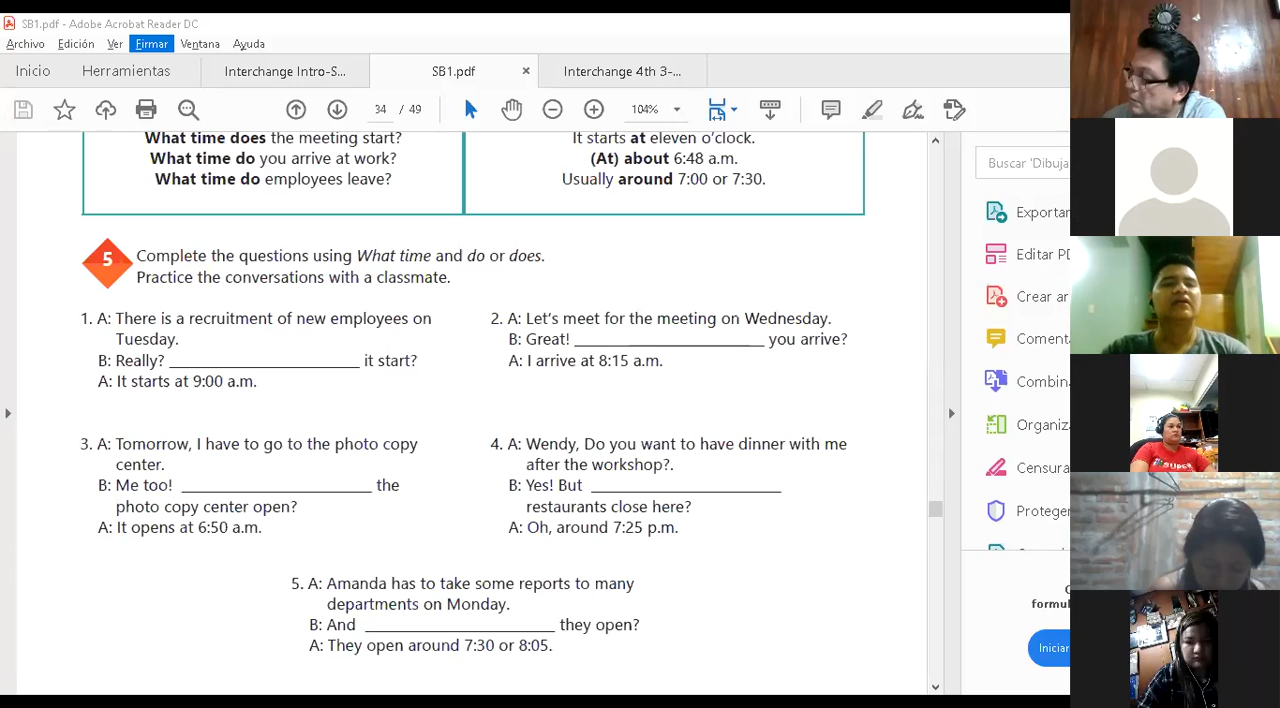 SB1.pdf - Adobe Acrobat Reader DC
Archivo Edición Ver Firmar Ventana Ayuda
Inicio Herramientas Interchange Intro-S... SB1.pdf × Interchange 4th 3-...
34 / 49 104%
What time does the meeting start? It starts at eleven o'clock.
What time do you arrive at work? (At) about 6:48 a.m.
What time do employees leave? Usually around 7:00 or 7:30.
5 Complete the questions using What time and do or does.
Practice the conversations with a classmate.
1. A: There is a recruitment of new employees on
Tuesday.
B: Really? ____________________ it start?
A: It starts at 9:00 a.m.
2. A: Let's meet for the meeting on Wednesday.
B: Great! ____________________ you arrive?
A: I arrive at 8:15 a.m.
3. A: Tomorrow, I have to go to the photo copy
center.
B: Me too! ____________________ the
photo copy center open?
A: It opens at 6:50 a.m.
4. A: Wendy, Do you want to have dinner with me
after the workshop?.
B: Yes! But ____________________
restaurants close here?
A: Oh, around 7:25 p.m.
5. A: Amanda has to take some reports to many
departments on Monday.
B: And ____________________ they open?
A: They open around 7:30 or 8:05.
Buscar 'Dibuja
Exportar
Editar PD
Crear ar
Comenta
Combin
Organiza
Censura
Proteger
formul
Iniciar